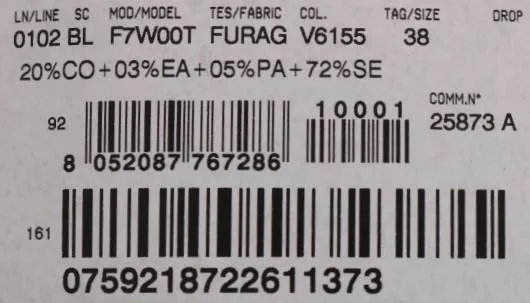 LN/LINE SC MOD/MODEL TES/FABRIC COL. TAG/SIZE DROP
0102 BL F7W00T FURAG V6155 38
20%CO+03%EA+05%PA+72%SE
COMM.N°
10001
25873 A
92
8 052087 767286
161
0759218722611373